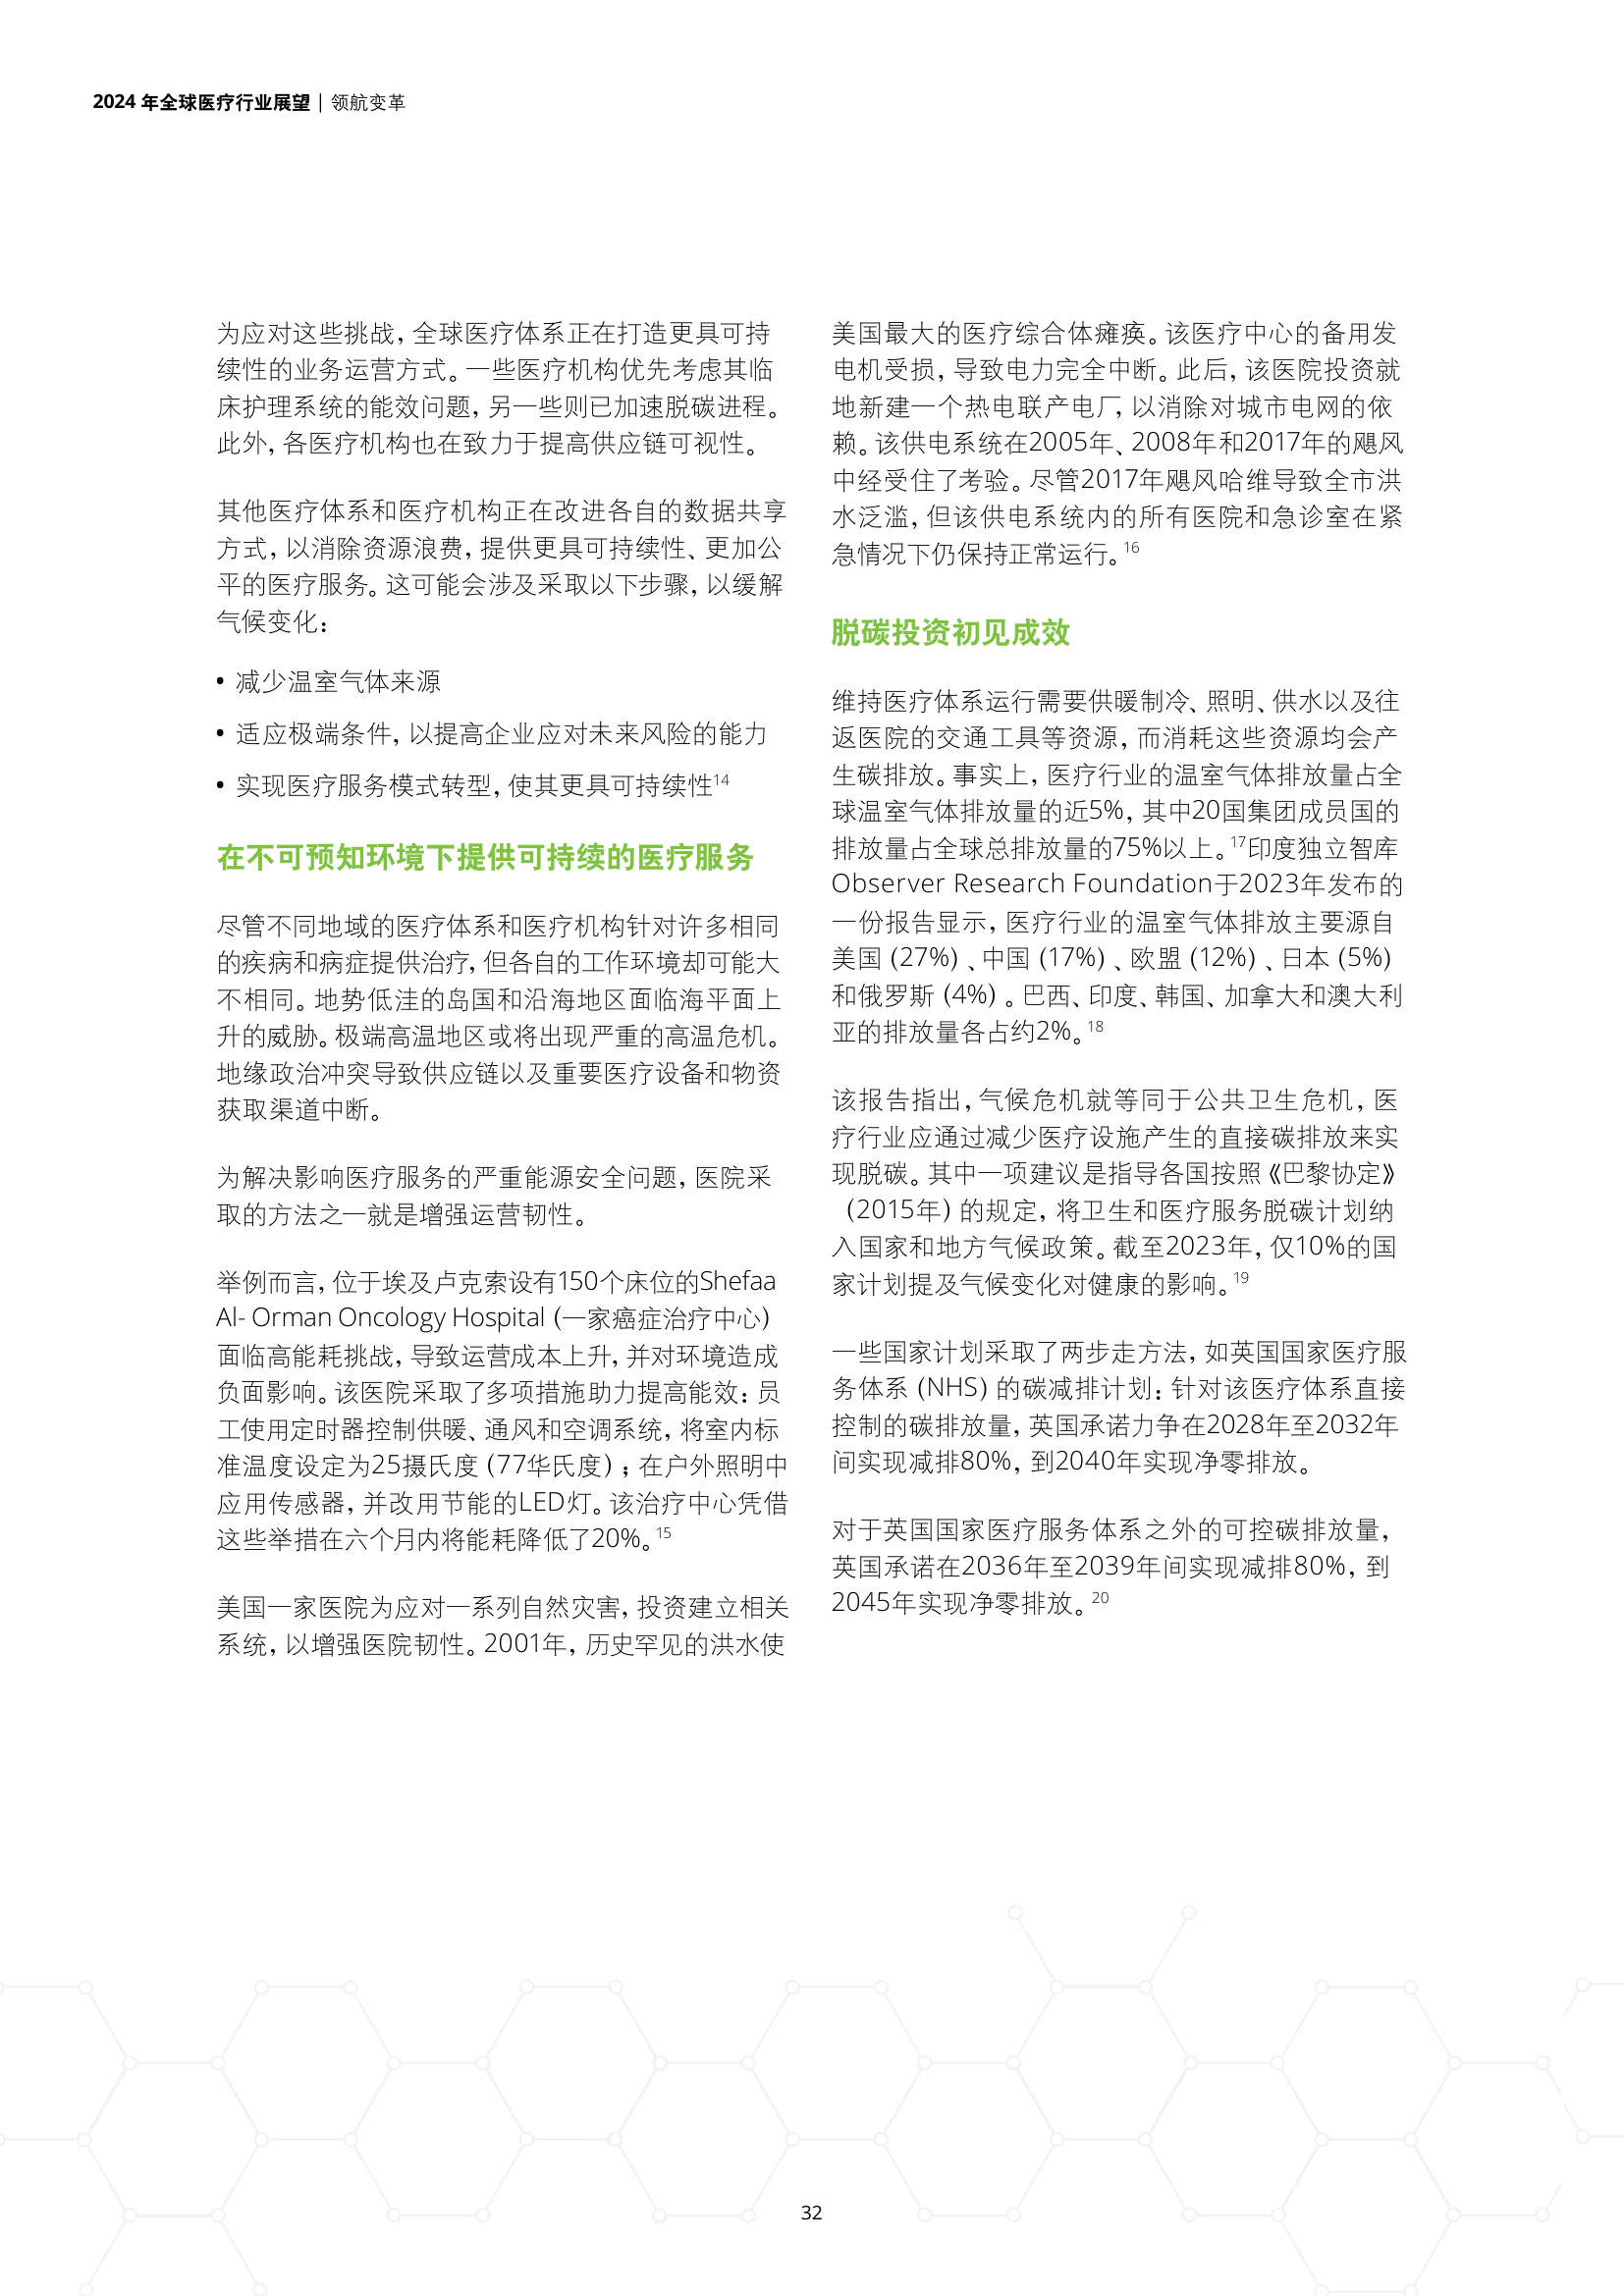 2024 年全球医疗行业展望 | 领航变革
为应对这些挑战，全球医疗体系正在打造更具可持
续性的业务运营方式。一些医疗机构优先考虑其临
床护理系统的能效问题，另一些则已加速脱碳进程。
此外，各医疗机构也在致力于提高供应链可视性。
其他医疗体系和医疗机构正在改进各自的数据共享
方式，以消除资源浪费，提供更具可持续性、更加公
平的医疗服务。这可能会涉及采取以下步骤，以缓解
气候变化：
• 减少温室气体来源
• 适应极端条件，以提高企业应对未来风险的能力
• 实现医疗服务模式转型，使其更具可持续性14
在不可预知环境下提供可持续的医疗服务
尽管不同地域的医疗体系和医疗机构针对许多相同
的疾病和病症提供治疗，但各自的工作环境却可能大
不相同。地势低洼的岛国和沿海地区面临海平面上
升的威胁。极端高温地区或将出现严重的高温危机。
地缘政治冲突导致供应链以及重要医疗设备和物资
获取渠道中断。
为解决影响医疗服务的严重能源安全问题，医院采
取的方法之一就是增强运营韧性。
举例而言，位于埃及卢克索设有150个床位的Shefaa
Al- Orman Oncology Hospital（一家癌症治疗中心）
面临高能耗挑战，导致运营成本上升，并对环境造成
负面影响。该医院采取了多项措施助力提高能效：员
工使用定时器控制供暖、通风和空调系统，将室内标
准温度设定为25摄氏度（77华氏度）；在户外照明中
应用传感器，并改用节能的LED灯。该治疗中心凭借
这些举措在六个月内将能耗降低了20%。15
美国一家医院为应对一系列自然灾害，投资建立相关
系统，以增强医院韧性。2001年，历史罕见的洪水使
美国最大的医疗综合体瘫痪。该医疗中心的备用发
电机受损，导致电力完全中断。此后，该医院投资就
地新建一个热电联产电厂，以消除对城市电网的依
赖。该供电系统在2005年、2008年和2017年的飓风
中经受住了考验。尽管2017年飓风哈维导致全市洪
水泛滥，但该供电系统内的所有医院和急诊室在紧
急情况下仍保持正常运行。16
脱碳投资初见成效
维持医疗体系运行需要供暖制冷、照明、供水以及往
返医院的交通工具等资源，而消耗这些资源均会产
生碳排放。事实上，医疗行业的温室气体排放量占全
球温室气体排放量的近5%，其中20国集团成员国的
排放量占全球总排放量的75%以上。17印度独立智库
Observer Research Foundation于2023年发布的
一份报告显示，医疗行业的温室气体排放主要源自
美国（27%）、中国（17%）、欧盟（12%）、日本（5%）
和俄罗斯（4%）。巴西、印度、韩国、加拿大和澳大利
亚的排放量各占约2%。18
该报告指出，气候危机就等同于公共卫生危机，医
疗行业应通过减少医疗设施产生的直接碳排放来实
现脱碳。其中一项建议是指导各国按照《巴黎协定》
（2015年）的规定，将卫生和医疗服务脱碳计划纳
入国家和地方气候政策。截至2023年，仅10%的国
家计划提及气候变化对健康的影响。19
一些国家计划采取了两步走方法，如英国国家医疗服
务体系（NHS）的碳减排计划：针对该医疗体系直接
控制的碳排放量，英国承诺力争在2028年至2032年
间实现减排80%，到2040年实现净零排放。
对于英国国家医疗服务体系之外的可控碳排放量，
英国承诺在2036年至2039年间实现减排80%，到
2045年实现净零排放。20
32